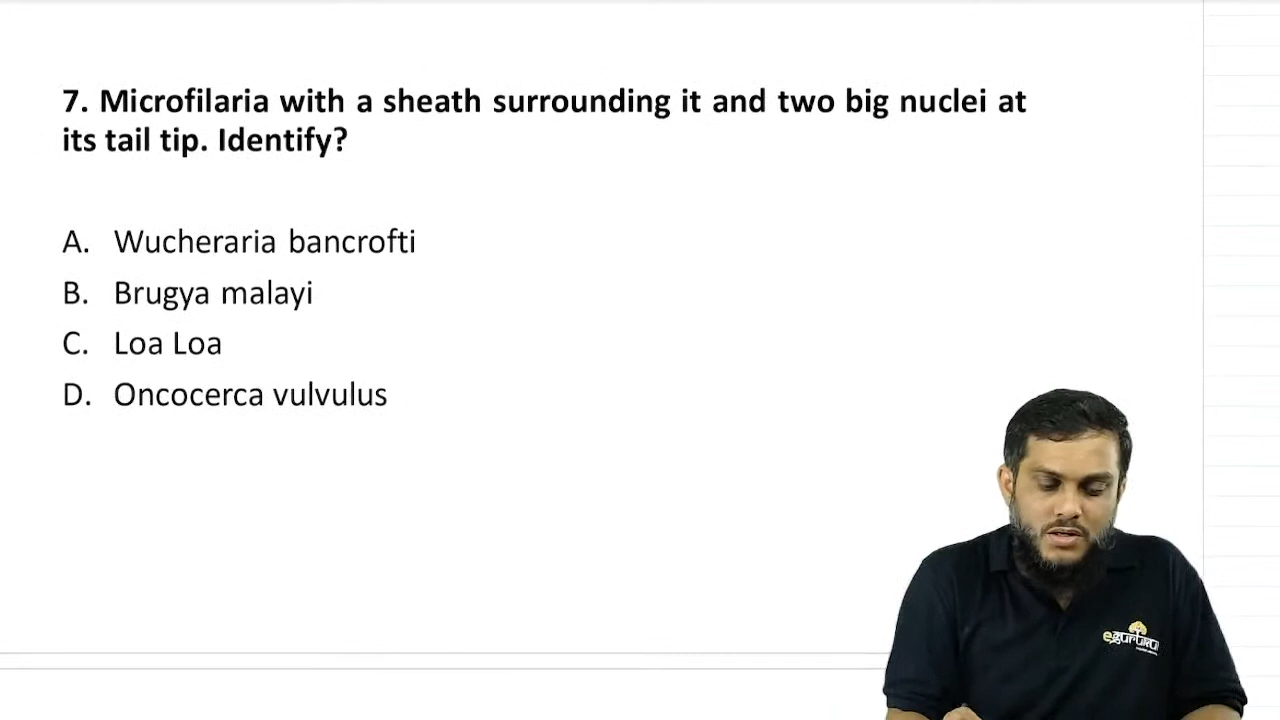 7. Microfilaria with a sheath surrounding it and two big nuclei at
its tail tip. Identify?
A. Wucheraria bancrofti
B. Brugya malayi
C. Loa Loa
D. Oncocerca vulvulus
egurukul